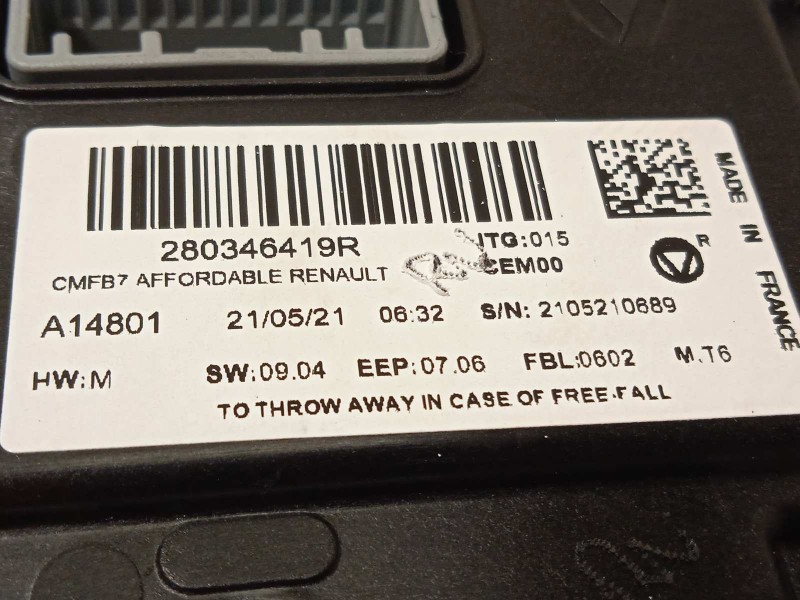 280346419R
ITG:015
CMFB7 AFFORDABLE RENAULT
CEM00
R
A14801 21/05/21 06:32 S/N: 2105210689
HW:M SW:09.04 EEP:07.06 FBL:0602 M.T6
TO THROW AWAY IN CASE OF FREE-FALL
MADE IN FRANCE